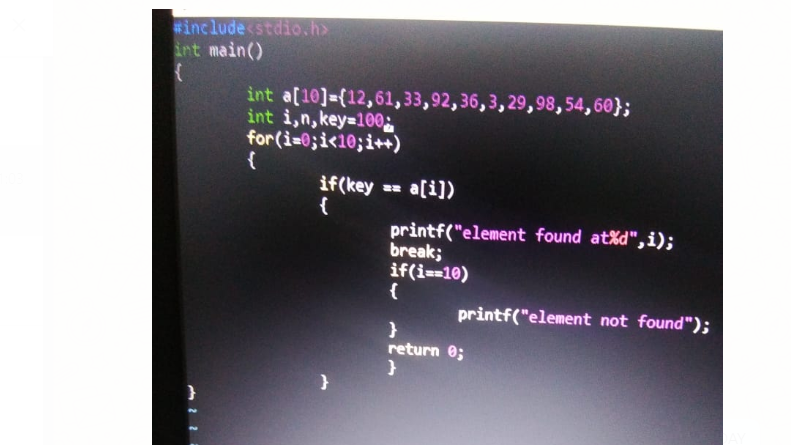 #include<stdio.h>
int main()
{
int a[10]={12,61,33,92,36,3,29,98,54,60};
int i,n,key=100;
for(i=0;i<10;i++)
{
if(key == a[i])
{
printf("element found at%d",i);
break;
if(i==10)
{
printf("element not found");
}
return 0;
}
}
}
~
~
~